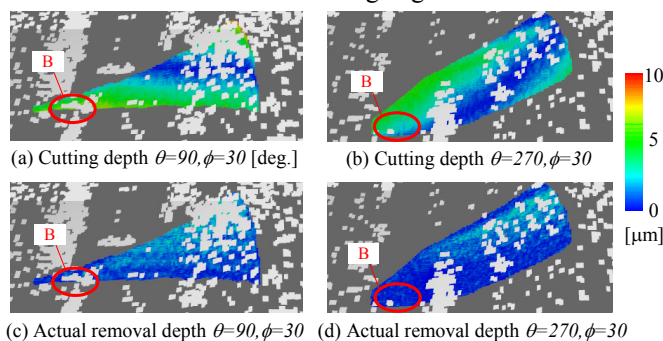 B
B
10
5
0
[μm]
(a) Cutting depth θ=90,ϕ=30 [deg.]
(b) Cutting depth θ=270,ϕ=30
B
B
(c) Actual removal depth θ=90,ϕ=30
(d) Actual removal depth θ=270,ϕ=30